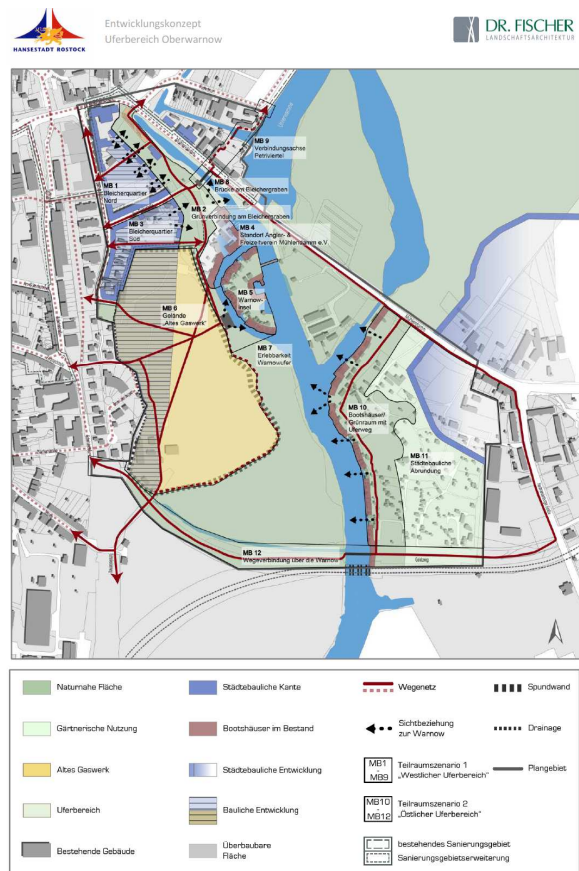 HANSESTADT ROSTOCK
Entwicklungskonzept
Uferbereich Oberwarnow
DR. FISCHER
LANDSCHAFTSARCHITEKTUR
MB 9
Verbindungsachse
Petriviertel
MB 1
Bleicherquartier
Nord
MB 8
Brücke am Bleichergraben
MB 2
Grünverbindung am Bleichergraben
MB 3
Bleicherquartier
Süd
MB 4
Standort Angler- &
Freizeitverein Mühlendamm e.V.
MB 5
Warnow-
Insel
MB 6
Gelände
„Altes Gaswerk"
MB 7
Erlebbarkeit
Warnowufer
MB 10
Bootshäuser/
Grünraum mit
Uferweg
MB 11
Städtebauliche
Abrundung
MB 12
Wegeverbindung über die Warnow
Naturnahe Fläche
Städtebauliche Kante
Wegenetz
Spundwand
Gärtnerische Nutzung
Bootshäuser im Bestand
Sichtbeziehung
zur Warnow
Drainage
Altes Gaswerk
Städtebauliche Entwicklung
MB1
-
MB9
Teilraumszenario 1
„Westlicher Uferbereich"
Plangebiet
Uferbereich
Bauliche Entwicklung
MB10
-
MB12
Teilraumszenario 2
„Östlicher Uferbereich"
Bestehende Gebäude
Überbaubare
Fläche
bestehendes Sanierungsgebiet
Sanierungsgebietserweiterung